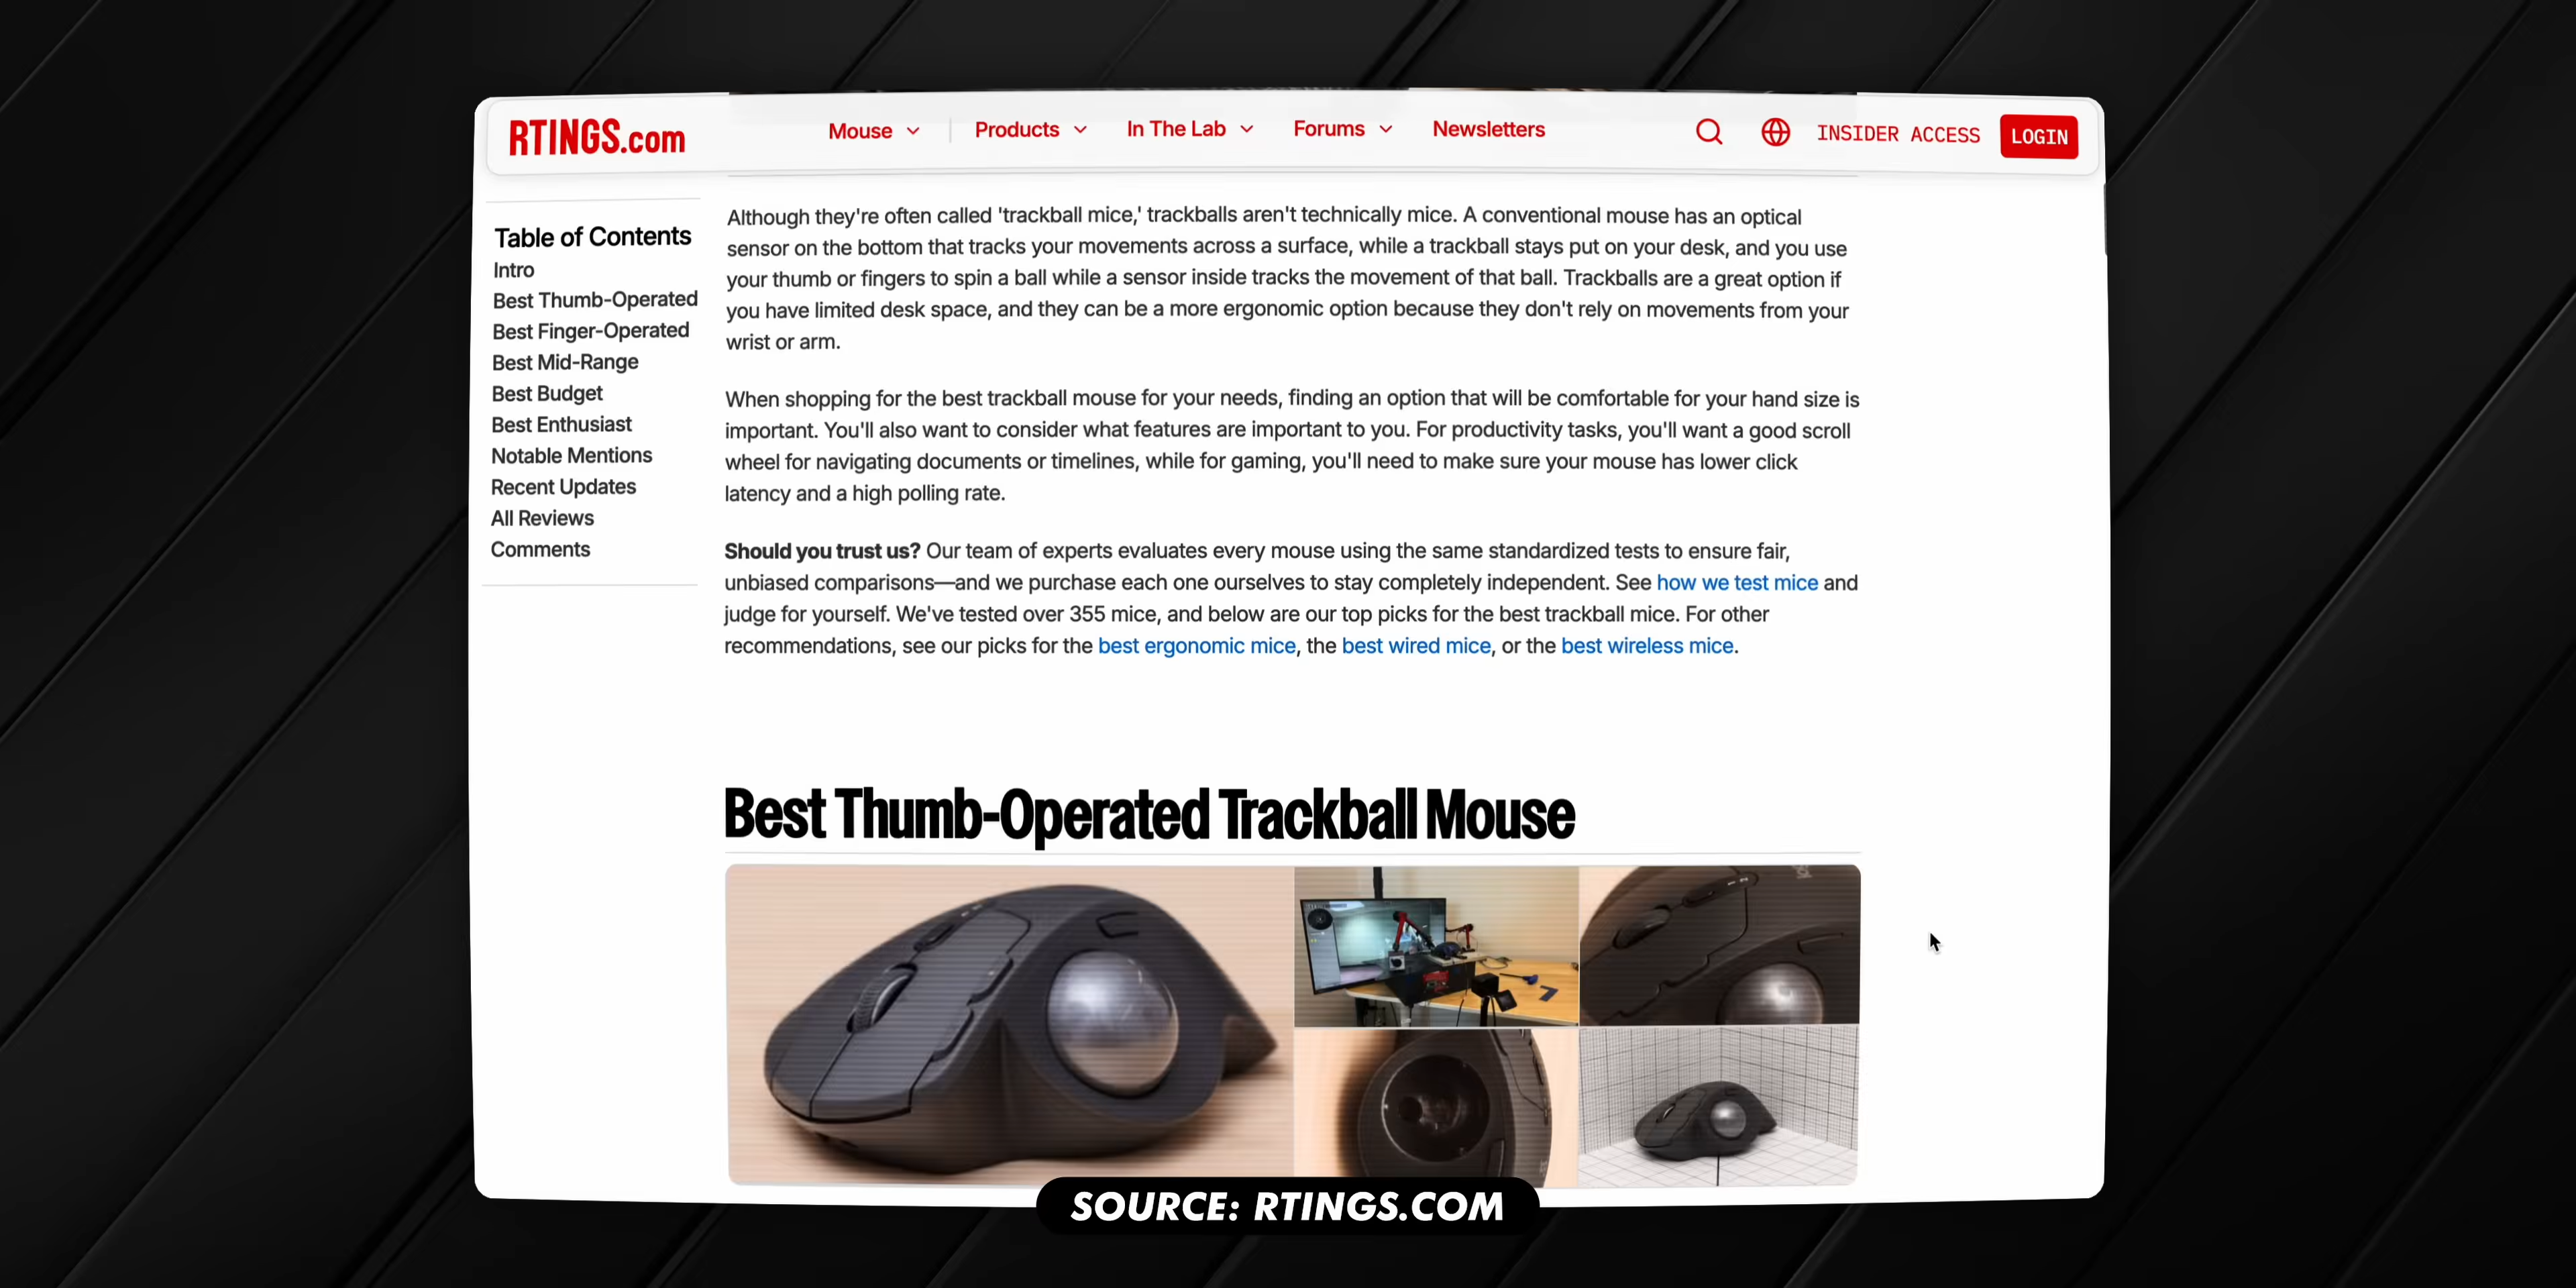 RTINGS.com
Mouse
Products
In The Lab
Forums
Newsletters
INSIDER ACCESS
LOGIN
Table of Contents
Intro
Best Thumb-Operated
Best Finger-Operated
Best Mid-Range
Best Budget
Best Enthusiast
Notable Mentions
Recent Updates
All Reviews
Comments
Although they're often called 'trackball mice,' trackballs aren't technically mice. A conventional mouse has an optical
sensor on the bottom that tracks your movements across a surface, while a trackball stays put on your desk, and you use
your thumb or fingers to spin a ball while a sensor inside tracks the movement of that ball. Trackballs are a great option if
you have limited desk space, and they can be a more ergonomic option because they don't rely on movements from your
wrist or arm.
When shopping for the best trackball mouse for your needs, finding an option that will be comfortable for your hand size is
important. You'll also want to consider what features are important to you. For productivity tasks, you'll want a good scroll
wheel for navigating documents or timelines, while for gaming, you'll need to make sure your mouse has lower click
latency and a high polling rate.
Should you trust us? Our team of experts evaluates every mouse using the same standardized tests to ensure fair,
unbiased comparisons—and we purchase each one ourselves to stay completely independent. See how we test mice and
judge for yourself. We've tested over 355 mice, and below are our top picks for the best trackball mice. For other
recommendations, see our picks for the best ergonomic mice, the best wired mice, or the best wireless mice.
Best Thumb-Operated Trackball Mouse
SOURCE: RTINGS.COM